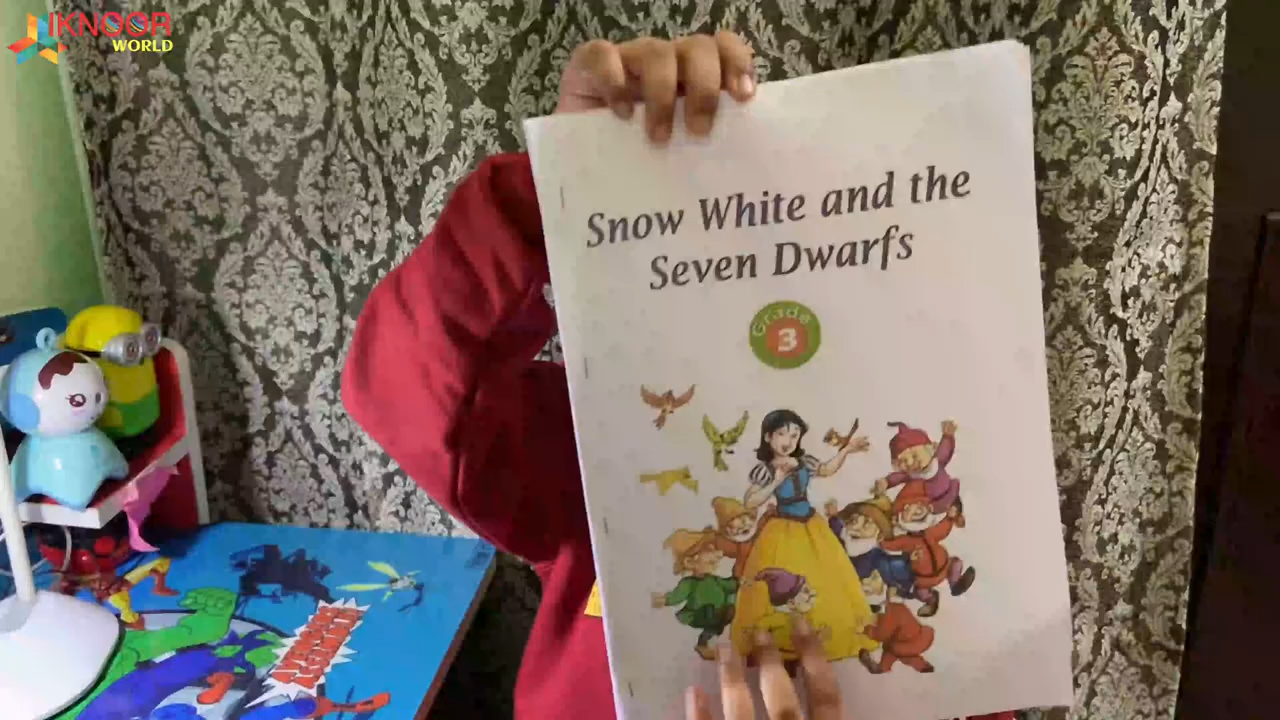 IKNOOR
WORLD
Snow White and the
Seven Dwarfs
Grade
3